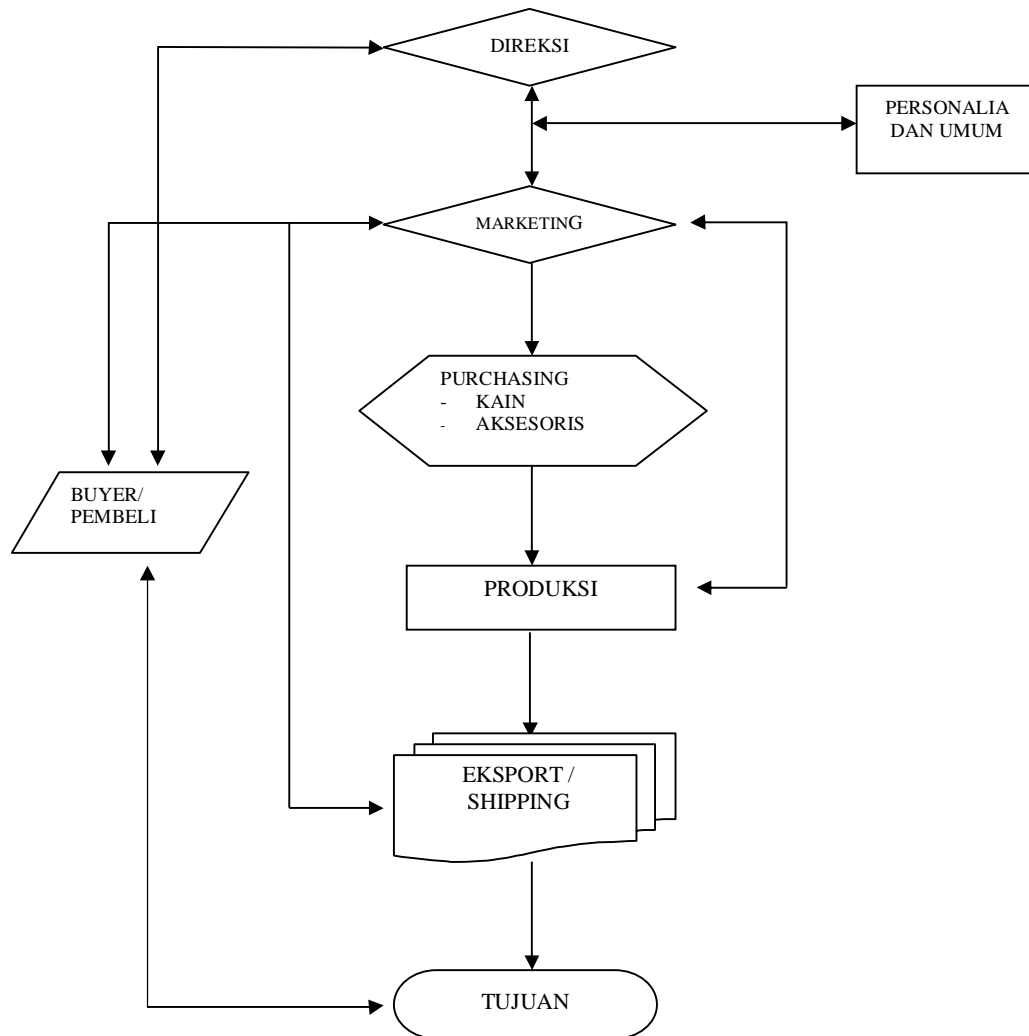 DIREKSI
PERSONALIA
DAN UMUM
MARKETING
PURCHASING
- KAIN
- AKSESORIS
BUYER/
PEMBELI
PRODUKSI
EKSPORT /
SHIPPING
TUJUAN